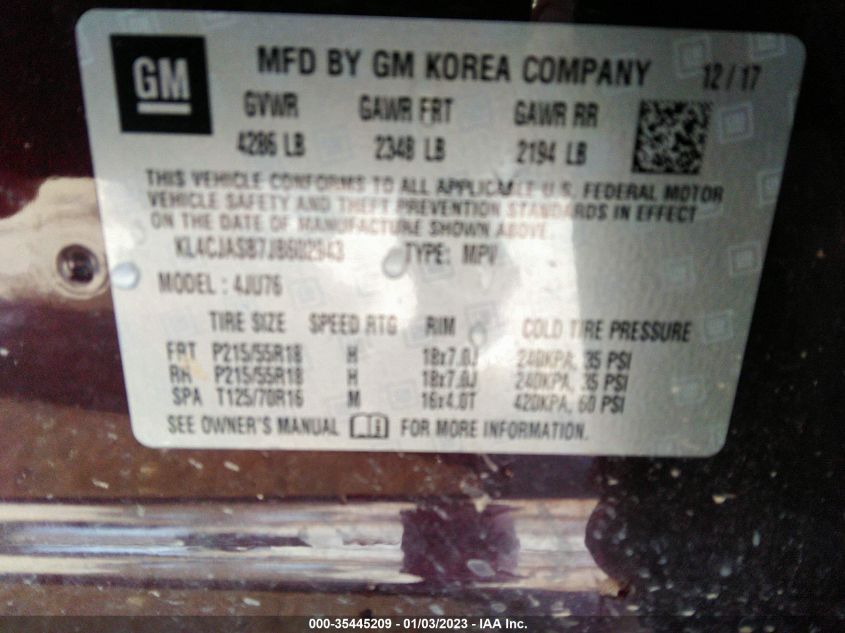 GM MFD BY GM KOREA COMPANY 12/17
GVWR GAWR FRT GAWR RR
4286 LB 2348 LB 2194 LB
THIS VEHICLE CONFORMS TO ALL APPLICABLE U.S. FEDERAL MOTOR
VEHICLE SAFETY AND THEFT PREVENTION STANDARDS IN EFFECT
ON THE DATE OF MANUFACTURE SHOWN ABOVE.
KL4CJASB7JB602943 TYPE: MPV
MODEL: 4JU76
TIRE SIZE SPEED RTG RIM COLD TIRE PRESSURE
FRT P215/55R18 H 18x7.0J 240KPA, 35 PSI
RR P215/55R18 H 18x7.0J 240KPA, 35 PSI
SPA T125/70R16 M 16x4.0T 420KPA, 60 PSI
SEE OWNER'S MANUAL FOR MORE INFORMATION.
000-35445209 - 01/03/2023 - IAA Inc.